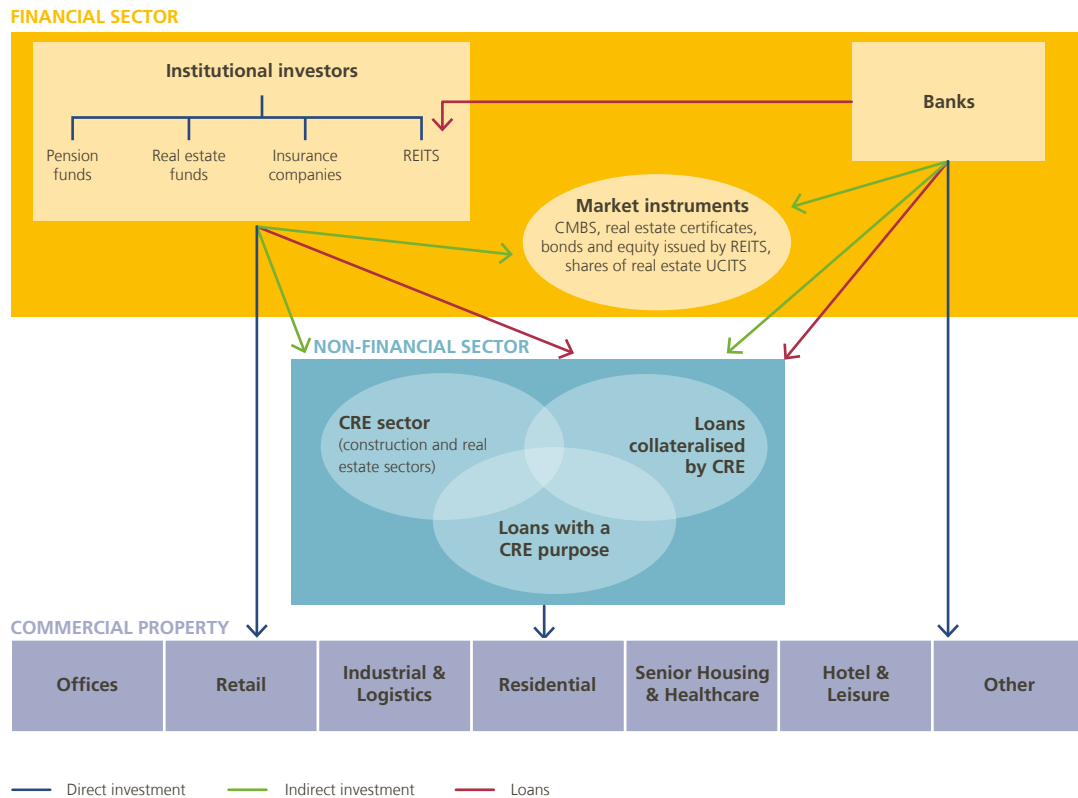 FINANCIAL SECTOR
Institutional investors
Pension
funds
Real estate
funds
Insurance
companies
REITS
Banks
Market instruments
CMBS, real estate certificates,
bonds and equity issued by REITS,
shares of real estate UCITS
NON-FINANCIAL SECTOR
CRE sector
(construction and real
estate sectors)
Loans
collateralised
by CRE
Loans with a
CRE purpose
COMMERCIAL PROPERTY
Offices
Retail
Industrial &
Logistics
Residential
Senior Housing
& Healthcare
Hotel &
Leisure
Other
Direct investment
Indirect investment
Loans